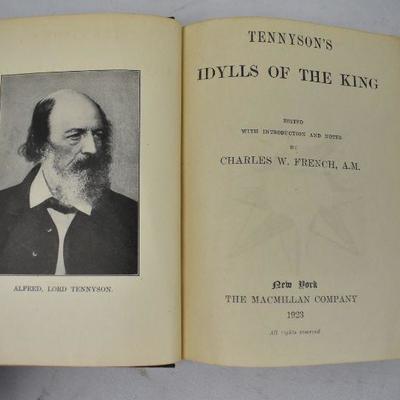 ALFRED, LORD TENNYSON.
TENNYSON'S
IDYLLS OF THE KING
EDITED
WITH INTRODUCTION AND NOTES
BY
CHARLES W. FRENCH, A.M.
New York
THE MACMILLAN COMPANY
1923
All rights reserved